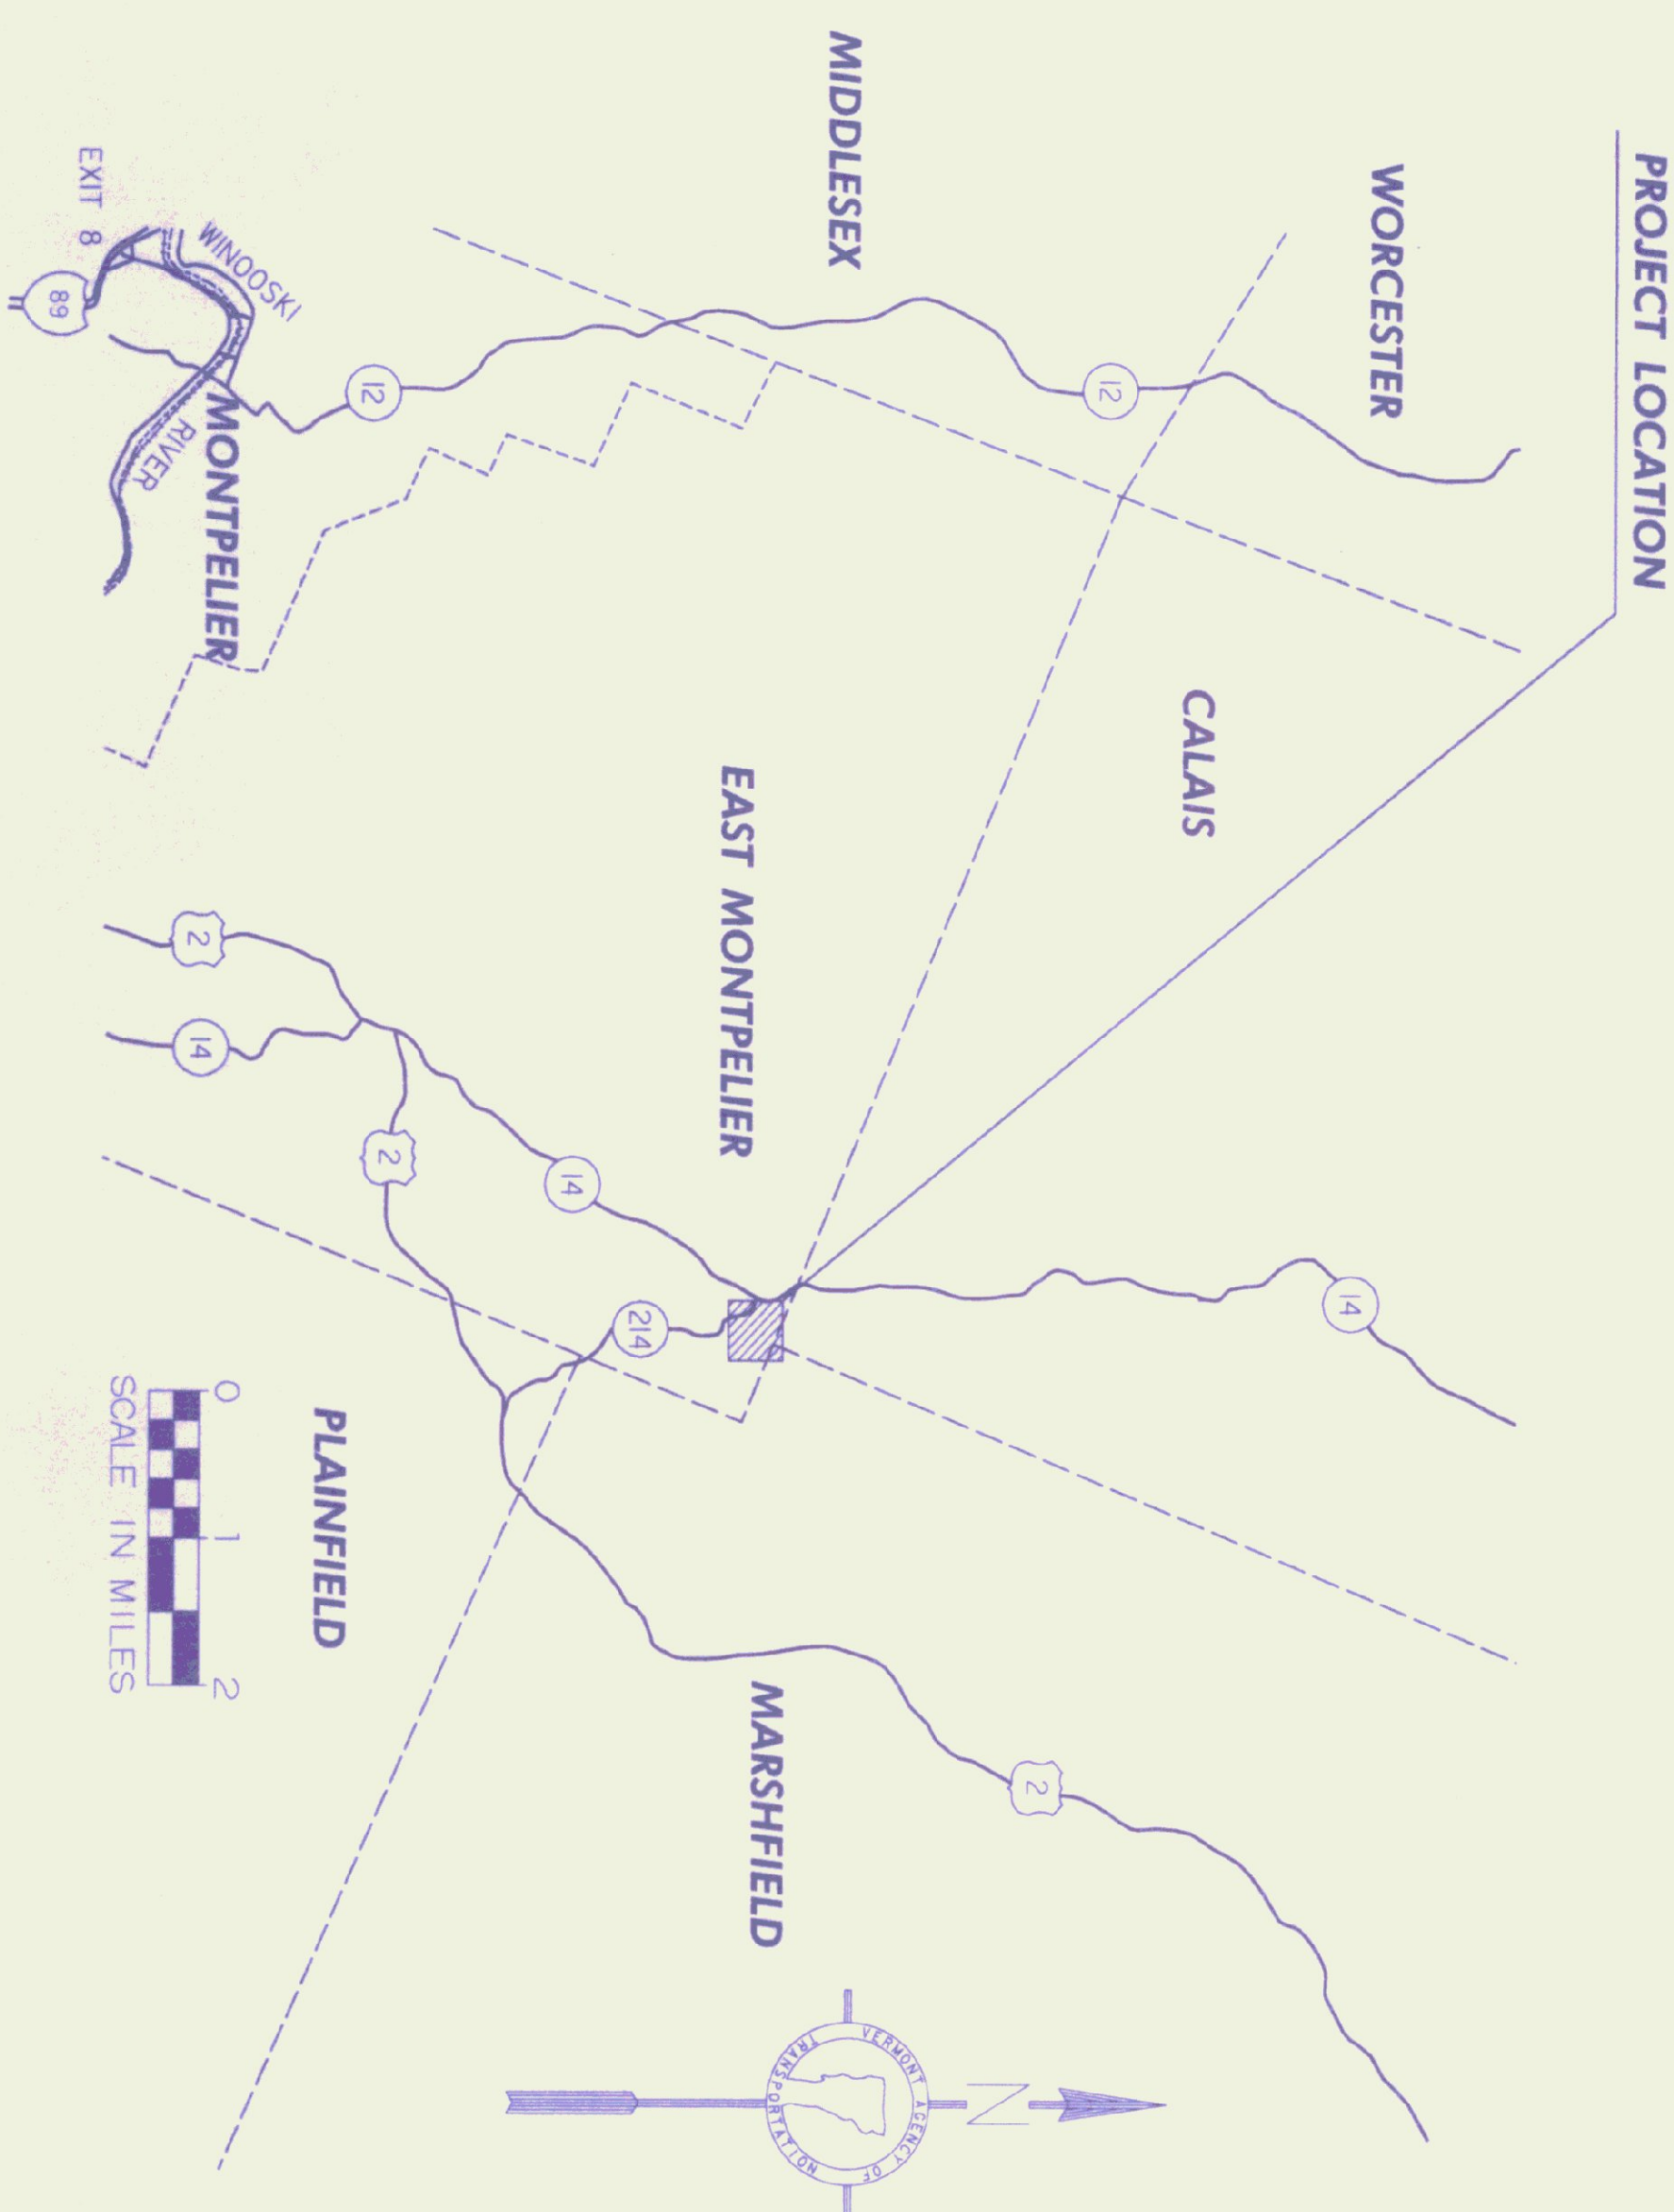 PROJECT LOCATION
WORCESTER
MIDDLESEX
CALAIS
12
12
EAST MONTPELIER
MONTPELIER
WINOOSKI
RIVER
EXIT 8
89
14
14
14
214
2
2
2
MARSHFIELD
PLAINFIELD
0 1 2
SCALE IN MILES
N
VERMONT AGENCY OF
TRANSPORTATION